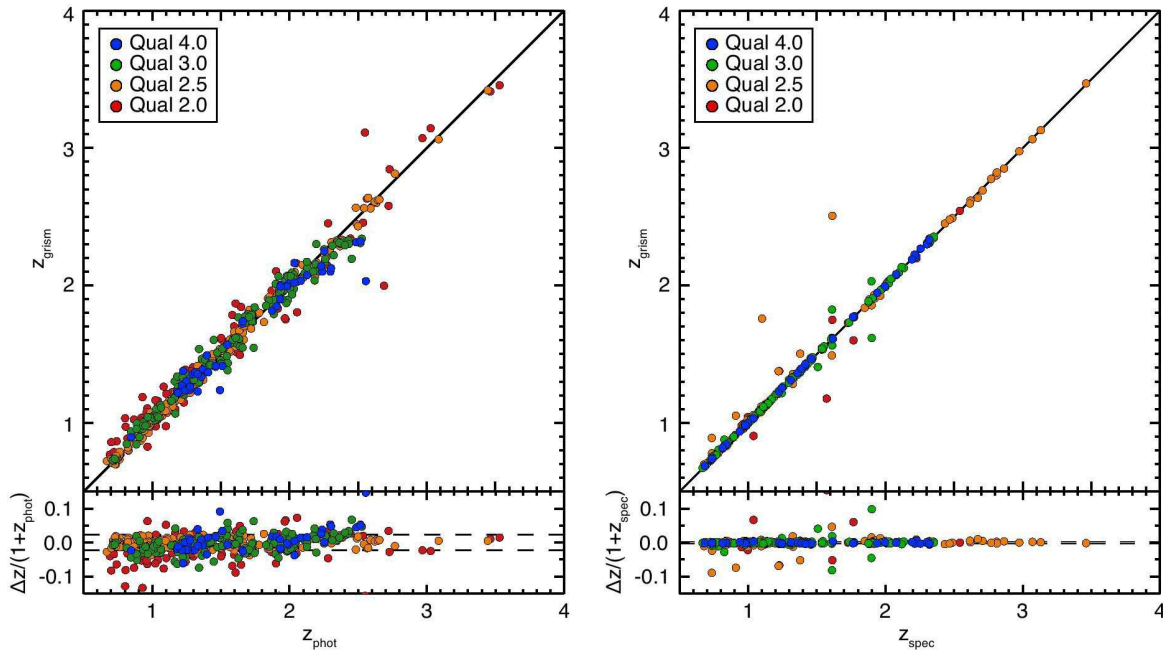 4
3
2
1
Qual 4.0
Qual 3.0
Qual 2.5
Qual 2.0
z_grism
0.1
0.0
-0.1
Δz/(1+z_phot)
1 2 3 4
z_phot
4
3
2
1
Qual 4.0
Qual 3.0
Qual 2.5
Qual 2.0
z_grism
0.1
0.0
-0.1
Δz/(1+z_spec)
1 2 3 4
z_spec